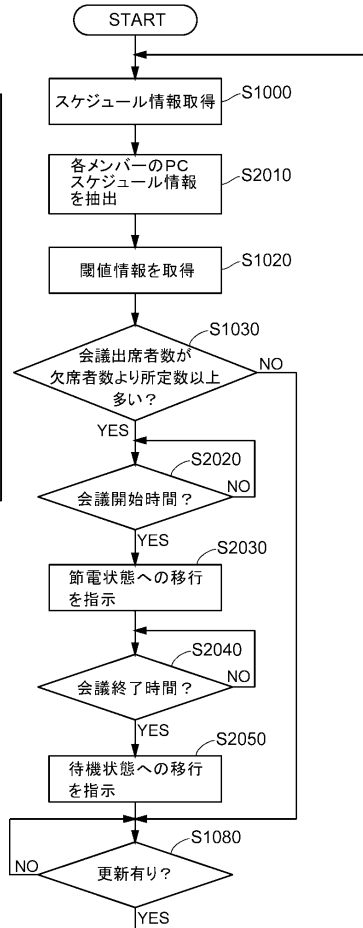 START
スケジュール情報取得
S1000
各メンバーのPC
スケジュール情報
を抽出
S2010
閾値情報を取得
S1020
S1030
会議出席者数が
欠席者数より所定数以上
多い?
NO
YES
S2020
会議開始時間?
NO
YES
S2030
節電状態への移行
を指示
S2040
会議終了時間?
NO
YES
S2050
待機状態への移行
を指示
S1080
更新有り?
NO
YES